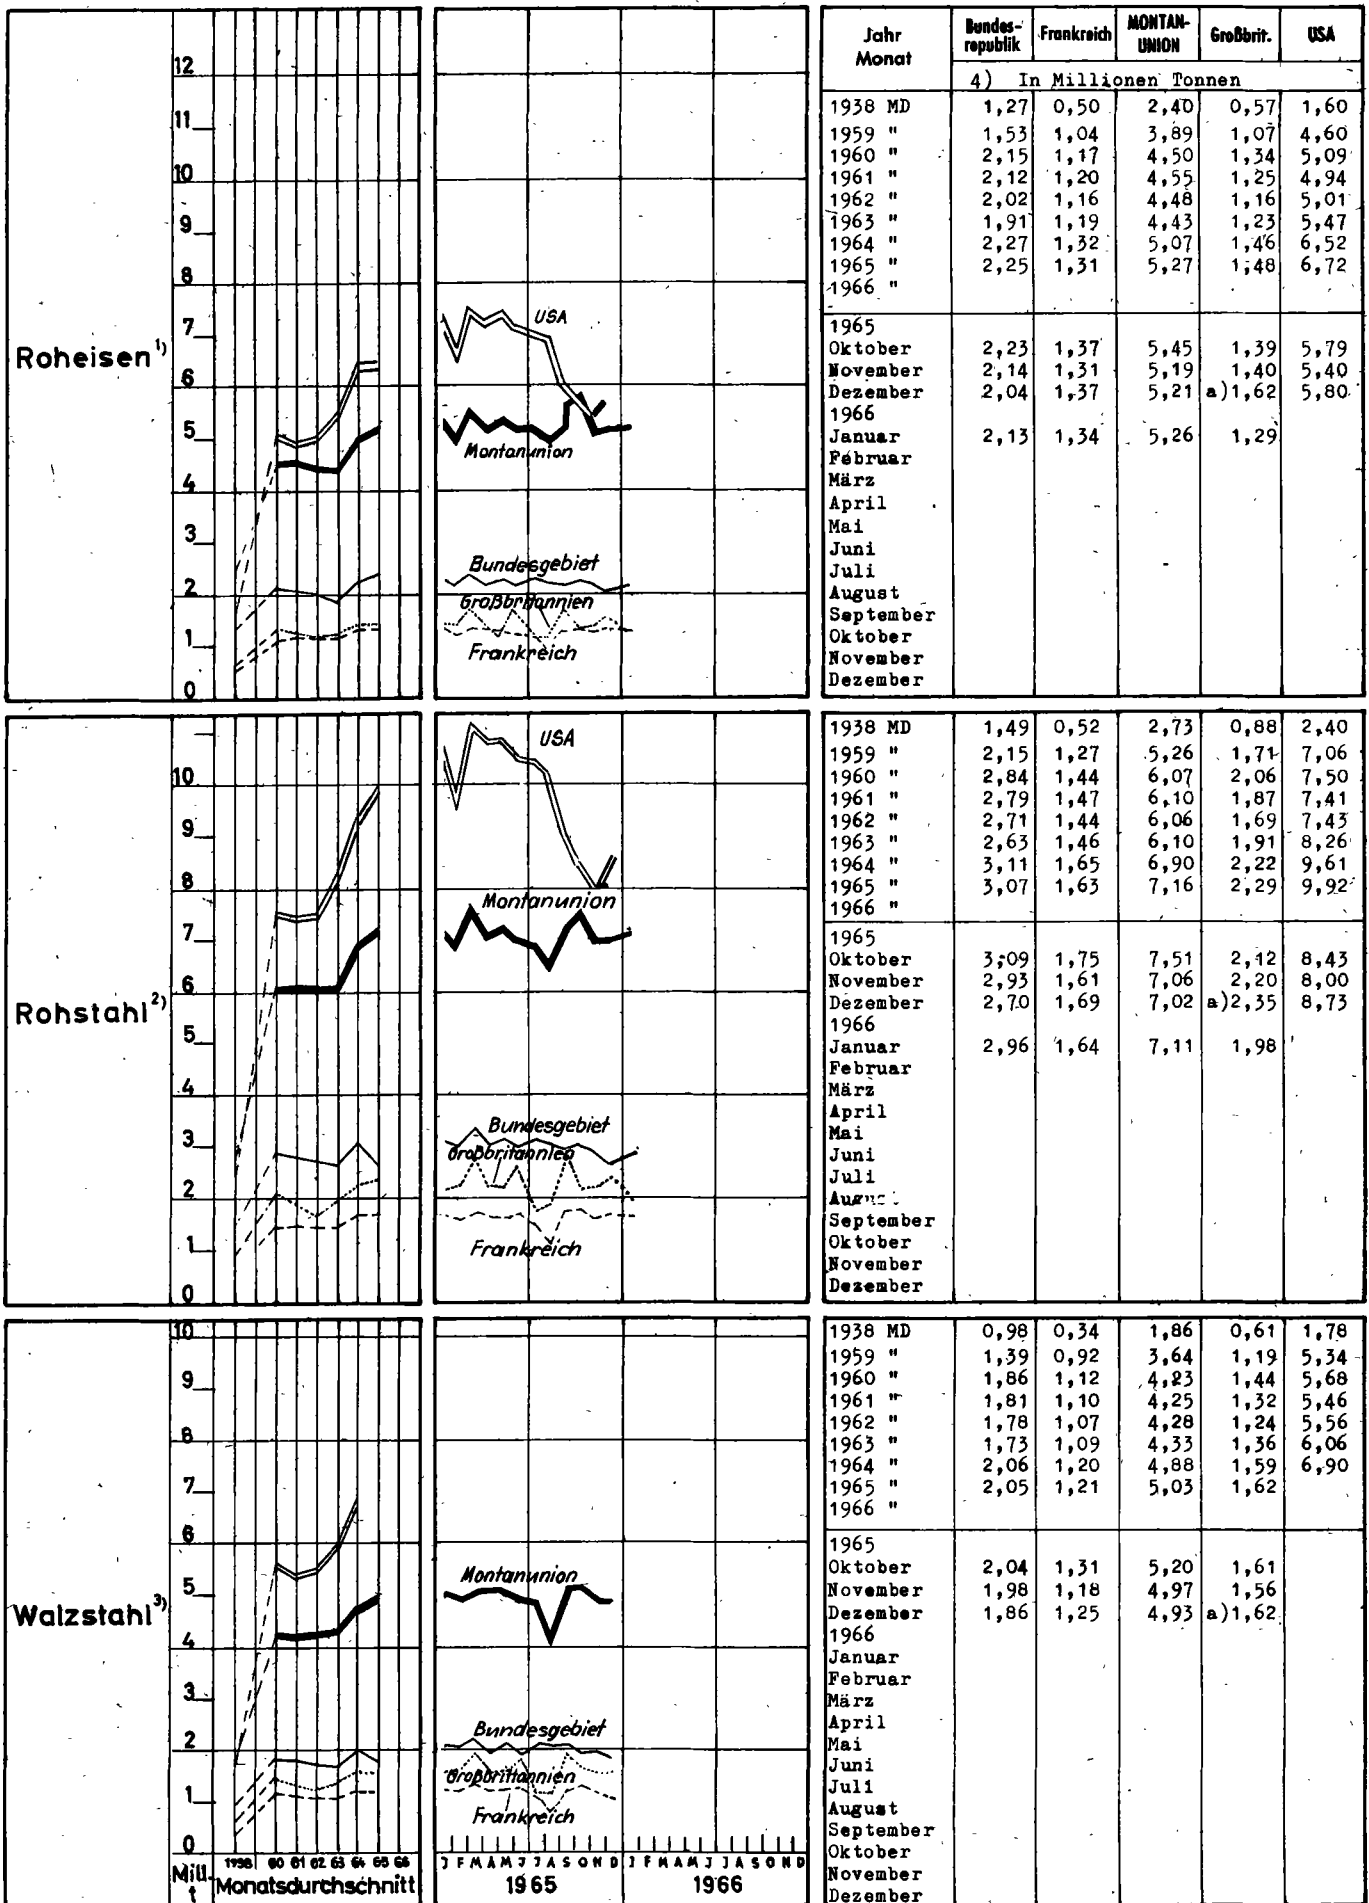 Jahr Monat | Bundes-republik | Frankreich | MONTAN-UNION | Großbrit. | USA
4) In Millionen Tonnen
Roheisen 1)
12
11
10
9
8
7
6
5
4
3
2
1
0
USA
Montanunion
Bundesgebiet
Großbritannien
Frankreich
1938 MD 1,27 0,50 2,40 0,57 1,60
1959 " 1,53 1,04 3,89 1,07 4,60
1960 " 2,15 1,17 4,50 1,34 5,09
1961 " 2,12 1,20 4,55 1,25 4,94
1962 " 2,02 1,16 4,48 1,16 5,01
1963 " 1,91 1,19 4,43 1,23 5,47
1964 " 2,27 1,32 5,07 1,46 6,52
1965 " 2,25 1,31 5,27 1,48 6,72
1966 "
1965
Oktober 2,23 1,37 5,45 1,39 5,79
November 2,14 1,31 5,19 1,40 5,40
Dezember 2,04 1,37 5,21 a)1,62 5,80
1966
Januar 2,13 1,34 5,26 1,29
Februar
März
April
Mai
Juni
Juli
August
September
Oktober
November
Dezember
Rohstahl 2)
10
9
8
7
6
5
4
3
2
1
0
USA
Montanunion
Bundesgebiet
Großbritannien
Frankreich
1938 MD 1,49 0,52 2,73 0,88 2,40
1959 " 2,15 1,27 5,26 1,71 7,06
1960 " 2,84 1,44 6,07 2,06 7,50
1961 " 2,79 1,47 6,10 1,87 7,41
1962 " 2,71 1,44 6,06 1,69 7,43
1963 " 2,63 1,46 6,10 1,91 8,26
1964 " 3,11 1,65 6,90 2,22 9,61
1965 " 3,07 1,63 7,16 2,29 9,92
1966 "
1965
Oktober 3,09 1,75 7,51 2,12 8,43
November 2,93 1,61 7,06 2,20 8,00
Dezember 2,70 1,69 7,02 a)2,35 8,73
1966
Januar 2,96 1,64 7,11 1,98
Februar
März
April
Mai
Juni
Juli
August
September
Oktober
November
Dezember
Walzstahl 3)
10
9
8
7
6
5
4
3
2
1
0
Mill. t
1938 60 61 62 63 64 65 66
Monatsdurchschnitt
Montanunion
Bundesgebiet
Großbrittannien
Frankreich
J F M A M J J A S O N D J F M A M J J A S O N D
1965 1966
1938 MD 0,98 0,34 1,86 0,61 1,78
1959 " 1,39 0,92 3,64 1,19 5,34
1960 " 1,86 1,12 4,23 1,44 5,68
1961 " 1,81 1,10 4,25 1,32 5,46
1962 " 1,78 1,07 4,28 1,24 5,56
1963 " 1,73 1,09 4,33 1,36 6,06
1964 " 2,06 1,20 4,88 1,59 6,90
1965 " 2,05 1,21 5,03 1,62
1966 "
1965
Oktober 2,04 1,31 5,20 1,61
November 1,98 1,18 4,97 1,56
Dezember 1,86 1,25 4,93 a)1,62
1966
Januar
Februar
März
April
Mai
Juni
Juli
August
September
Oktober
November
Dezember